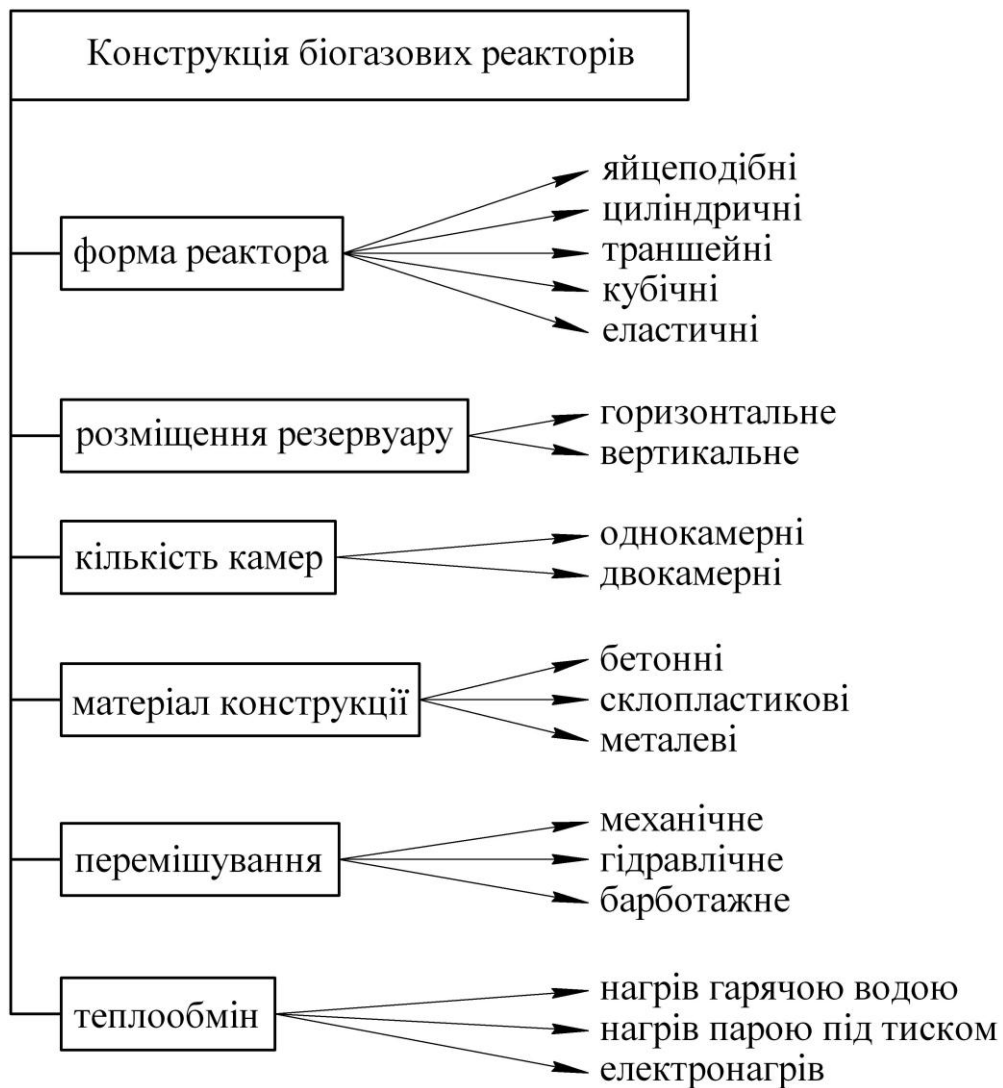 Конструкція біогазових реакторів
форма реактора
яйцеподібні
циліндричні
траншейні
кубічні
еластичні
розміщення резервуару
горизонтальне
вертикальне
кількість камер
однокамерні
двокамерні
матеріал конструкції
бетонні
склопластикові
металеві
перемішування
механічне
гідравлічне
барботажне
теплообмін
нагрів гарячою водою
нагрів парою під тиском
електронагрів